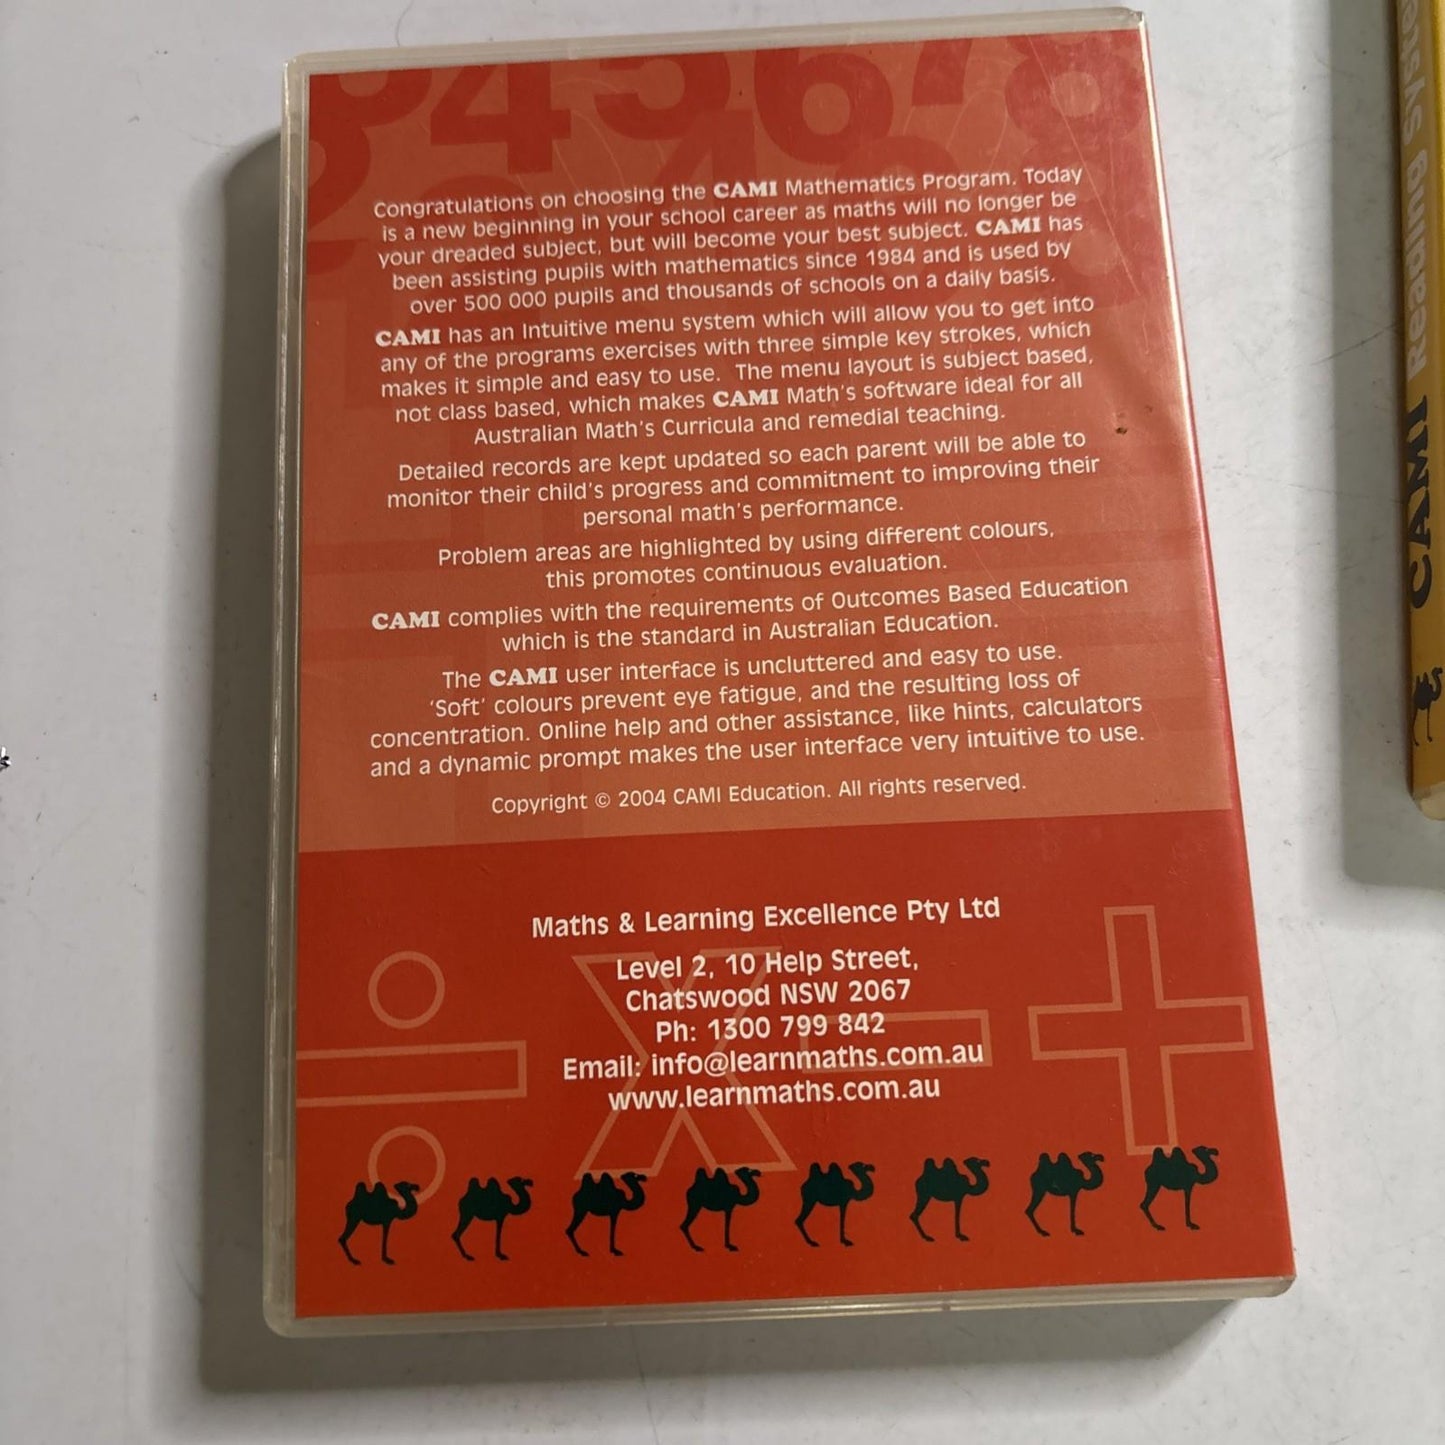 Congratulations on choosing the CAMI Mathematics Program. Today
is a new beginning in your school career as maths will no longer be
your dreaded subject, but will become your best subject. CAMI has
been assisting pupils with mathematics since 1984 and is used by
over 500 000 pupils and thousands of schools on a daily basis.
CAMI has an Intuitive menu system which will allow you to get into
any of the programs exercises with three simple key strokes, which
makes it simple and easy to use. The menu layout is subject based,
not class based, which makes CAMI Math's software ideal for all
Australian Math's Curricula and remedial teaching.
Detailed records are kept updated so each parent will be able to
monitor their child's progress and commitment to improving their
personal math's performance.
Problem areas are highlighted by using different colours,
this promotes continuous evaluation.
CAMI complies with the requirements of Outcomes Based Education
which is the standard in Australian Education.
The CAMI user interface is uncluttered and easy to use.
'Soft' colours prevent eye fatigue, and the resulting loss of
concentration. Online help and other assistance, like hints, calculators
and a dynamic prompt makes the user interface very intuitive to use.
Copyright © 2004 CAMI Education. All rights reserved.
Maths & Learning Excellence Pty Ltd
Level 2, 10 Help Street,
Chatswood NSW 2067
Ph: 1300 799 842
Email: info@learnmaths.com.au
www.learnmaths.com.au
CAMI Reading